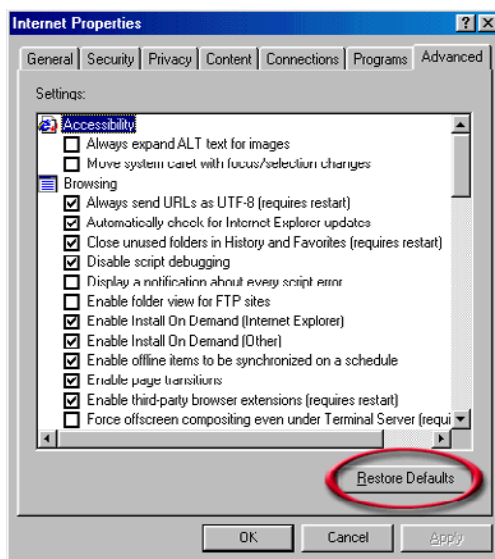 Internet Properties
General Security Privacy Content Connections Programs Advanced
Settings:
Accessibility
Always expand ALT text for images
Move system caret with focus/selection changes
Browsing
Always send URLs as UTF-8 (requires restart)
Automatically check for Internet Explorer updates
Close unused folders in History and Favorites (requires restart)
Disable script debugging
Display a notification about every script error
Enable folder view for FTP sites
Enable Install On Demand (Internet Explorer)
Enable Install On Demand (Other)
Enable offline items to be synchronized on a schedule
Enable page transitions
Enable third-party browser extensions (requires restart)
Force offscreen compositing even under Terminal Server (requi
Restore Defaults
OK Cancel Apply